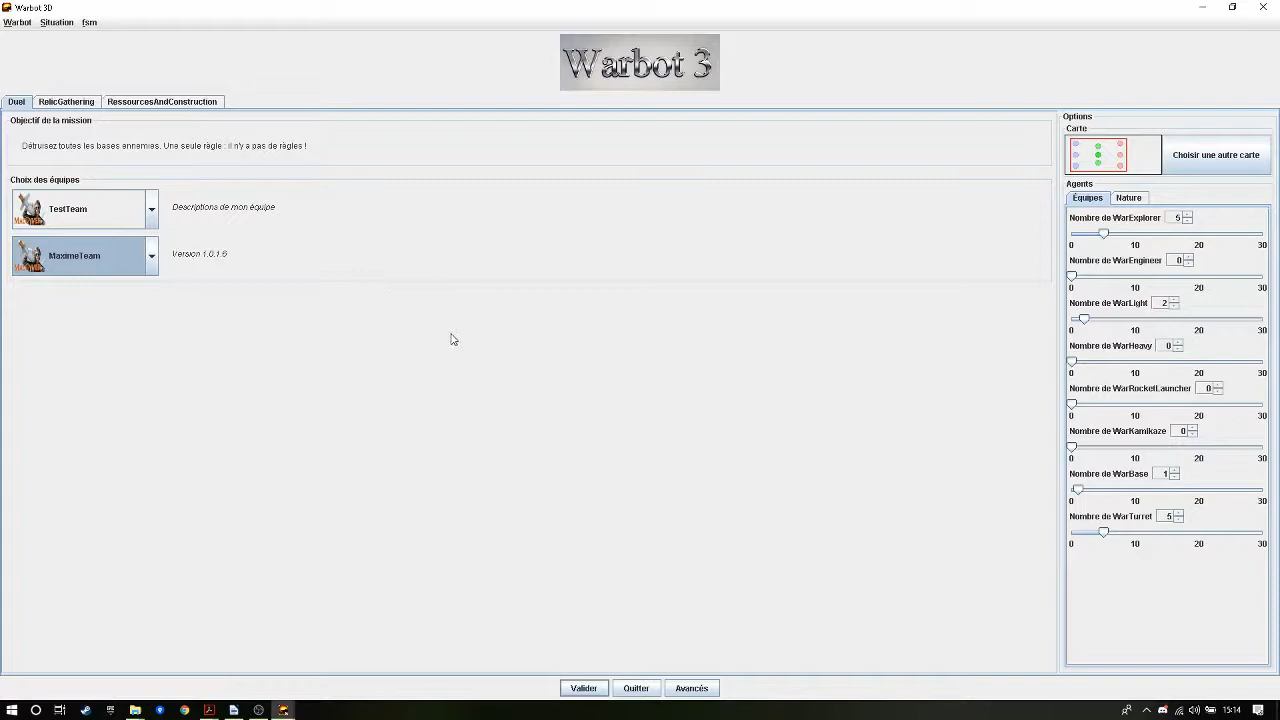 Warbot 3D
Warbot Situation fsm
Warbot 3
Duel RelicGathering RessourcesAndConstruction
Objectif de la mission
Détruisez toutes les bases ennemies. Une seule règle : il n'y a pas de règles !
Choix des équipes
TestTeam
Descriptions de mon équipe
MaximeTeam
Version 1.0.1.6
Options
Carte
Choisir une autre carte
Agents
Équipes Nature
Nombre de WarExplorer 5
0 10 20 30
Nombre de WarEngineer 0
0 10 20 30
Nombre de WarLight 2
0 10 20 30
Nombre de WarHeavy 0
0 10 20 30
Nombre de WarRocketLauncher 0
0 10 20 30
Nombre de WarKamikaze 0
0 10 20 30
Nombre de WarBase 1
0 10 20 30
Nombre de WarTurret 5
0 10 20 30
Valider Quitter Avancés
15:14